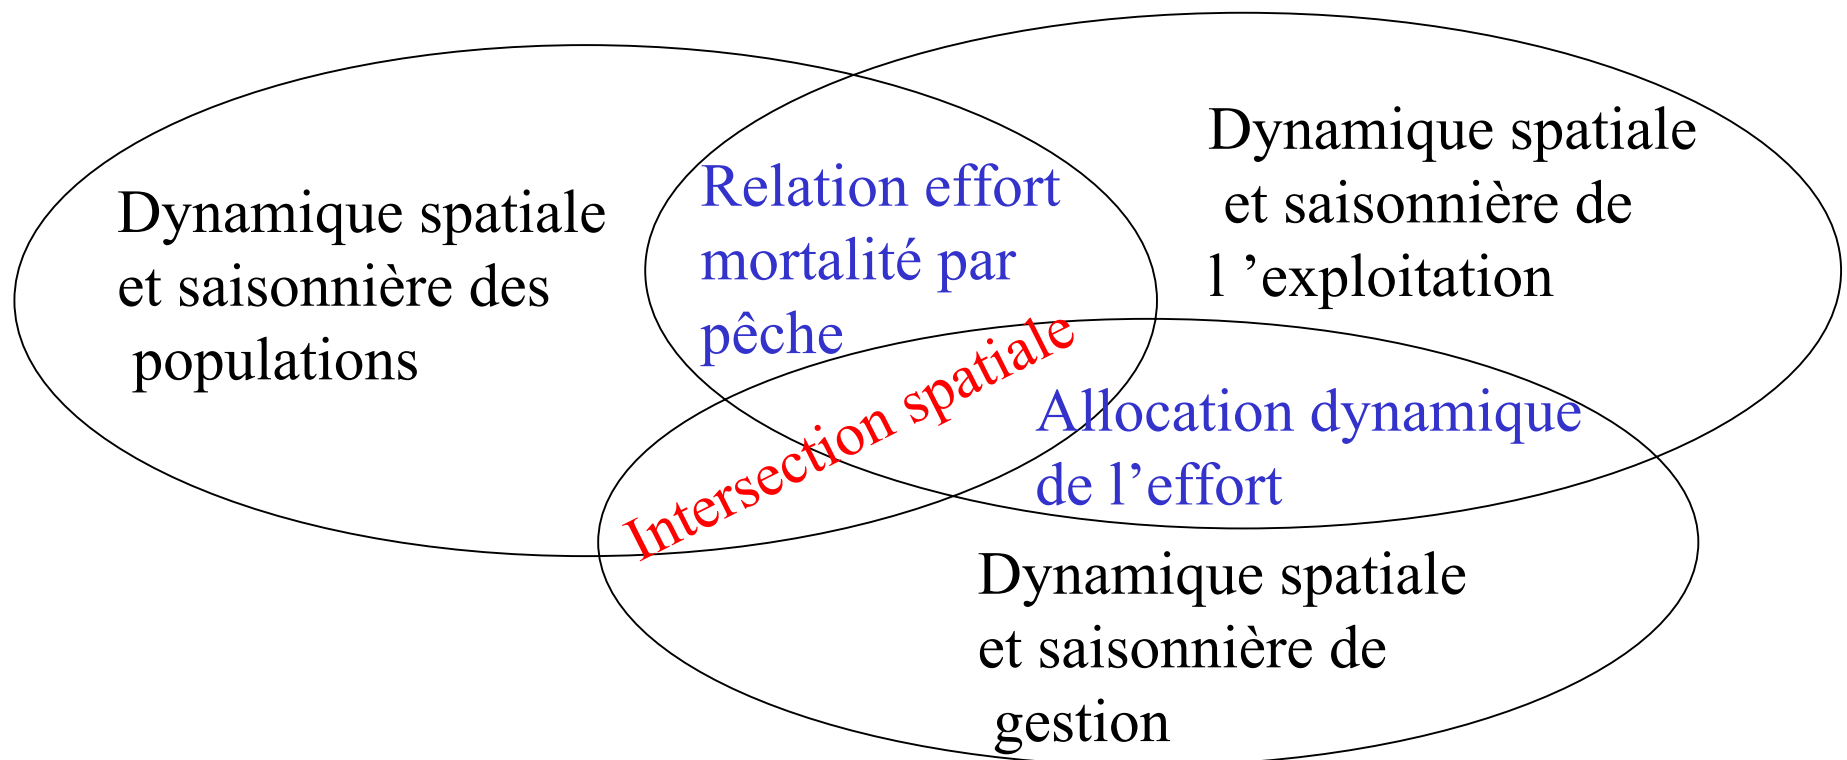 Dynamique spatiale
et saisonnière des
populations
Relation effort
mortalité par
pêche
Dynamique spatiale
et saisonnière de
l ’exploitation
Intersection spatiale
Allocation dynamique
de l’effort
Dynamique spatiale
et saisonnière de
gestion